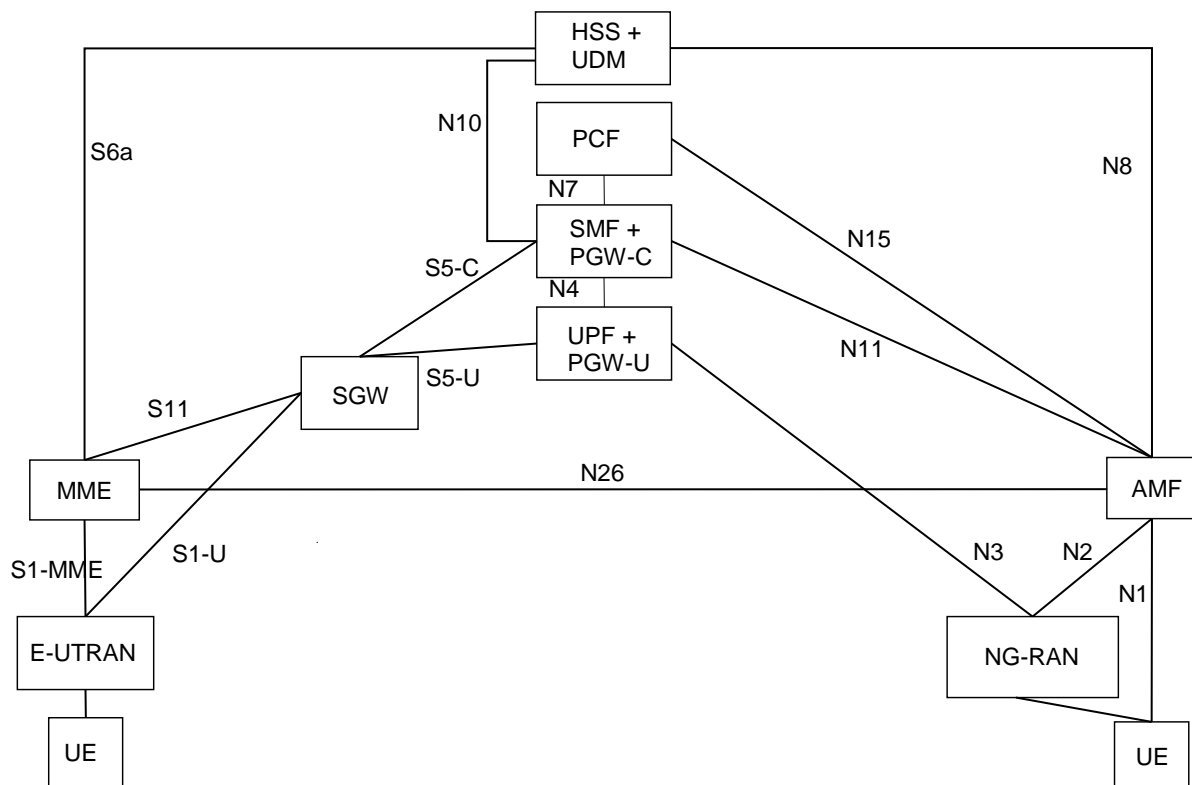 HSS +
UDM
N10
PCF
S6a
N8
N7
SMF +
PGW-C
N15
S5-C
N4
UPF +
PGW-U
N11
S5-U
SGW
S11
N26
MME
AMF
S1-U
N3
N2
S1-MME
N1
E-UTRAN
NG-RAN
UE
UE